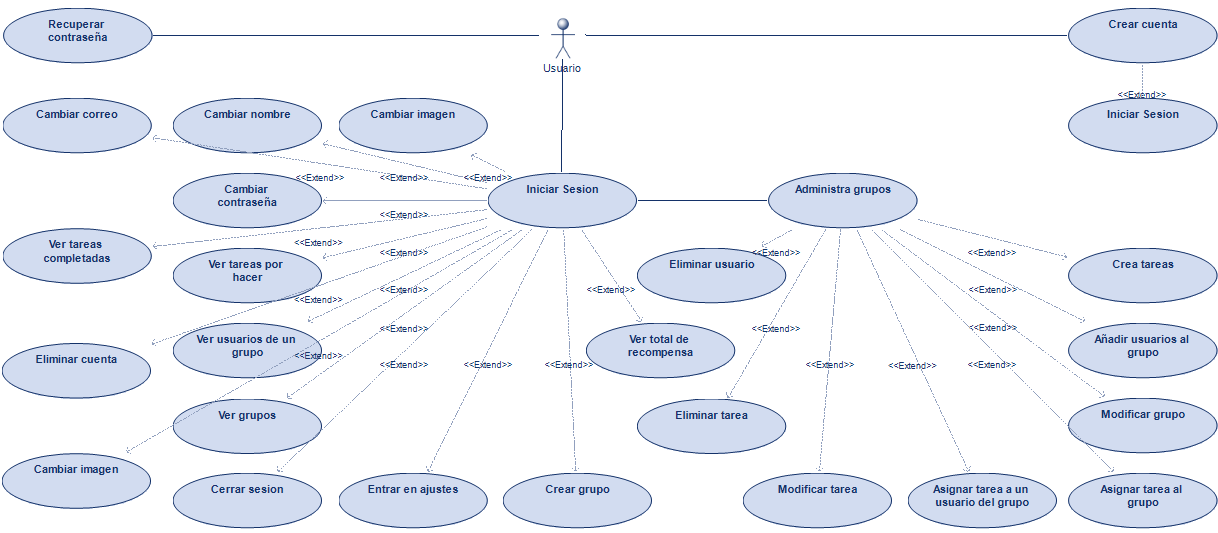 Recuperar
contraseña
Usuario
Crear cuenta
<<Extend>>
Cambiar correo
Cambiar nombre
Cambiar imagen
Iniciar Sesion
<<Extend>>
<<Extend>>
<<Extend>>
Cambiar
contraseña
Iniciar Sesion
Administra grupos
<<Extend>>
Ver tareas
completadas
<<Extend>>
<<Extend>>
<<Extend>>
<<Extend>>
Ver tareas por
hacer
Eliminar usuario
Crea tareas
<<Extend>>
<<Extend>>
<<Extend>>
<<Extend>>
Ver usuarios de un
grupo
<<Extend>>
<<Extend>>
<<Extend>>
Ver total de
recompensa
Añadir usuarios al
grupo
Eliminar cuenta
<<Extend>>
<<Extend>>
<<Extend>>
<<Extend>>
<<Extend>>
<<Extend>>
<<Extend>>
Ver grupos
Eliminar tarea
Modificar grupo
Cambiar imagen
Cerrar sesion
Entrar en ajustes
Crear grupo
Modificar tarea
Asignar tarea a un
usuario del grupo
Asignar tarea al
grupo